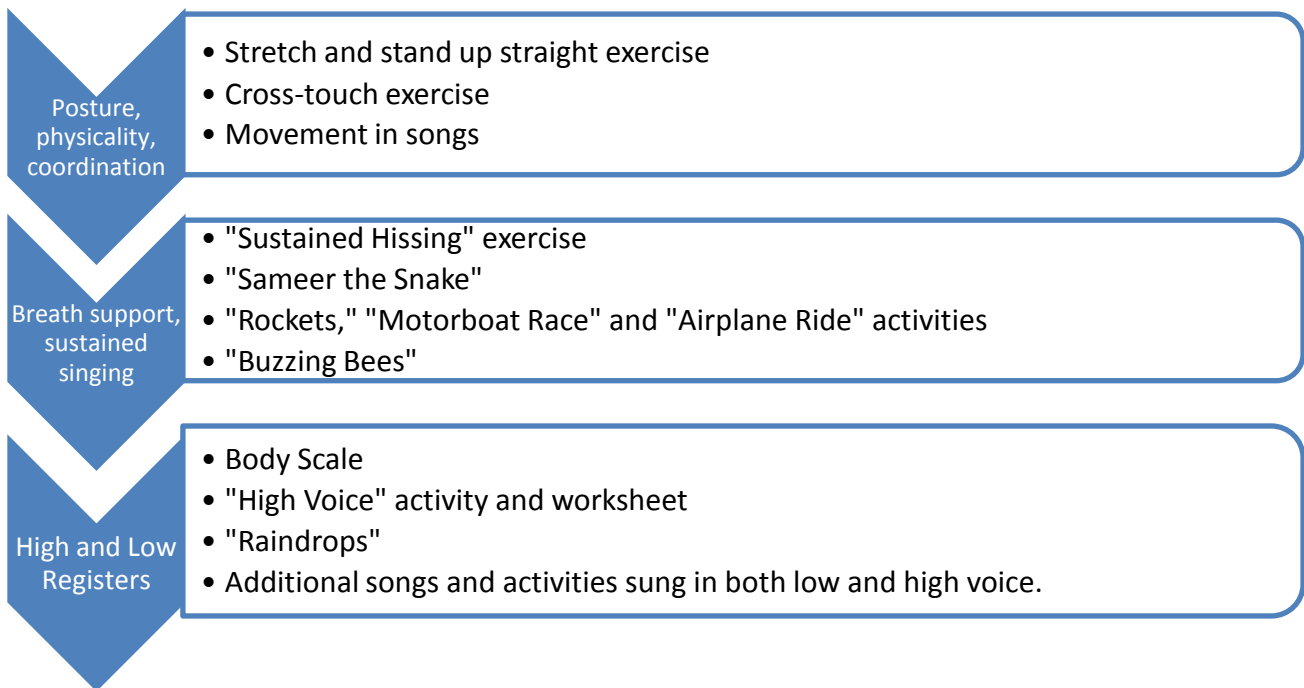 Posture,
physicality,
coordination
• Stretch and stand up straight exercise
• Cross-touch exercise
• Movement in songs
Breath support,
sustained
singing
• "Sustained Hissing" exercise
• "Sameer the Snake"
• "Rockets," "Motorboat Race" and "Airplane Ride" activities
• "Buzzing Bees"
High and Low
Registers
• Body Scale
• "High Voice" activity and worksheet
• "Raindrops"
• Additional songs and activities sung in both low and high voice.